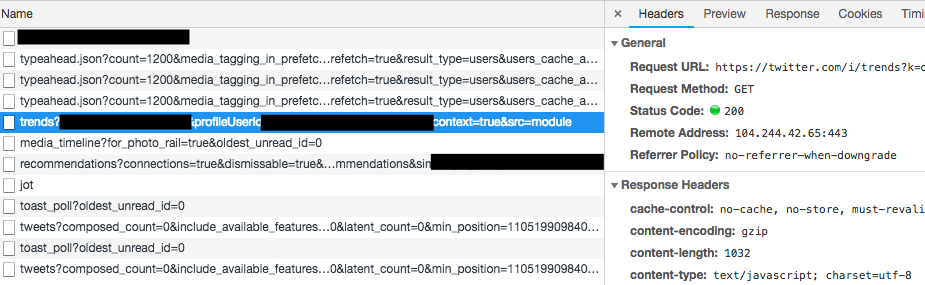 Name
typeahead.json?count=1200&media_tagging_in_prefetc…refetch=true&result_type=users&users_cache_a…
typeahead.json?count=1200&media_tagging_in_prefetc…refetch=true&result_type=users&users_cache_a…
typeahead.json?count=1200&media_tagging_in_prefetc…refetch=true&result_type=users&users_cache_a…
trends? &profileUserId context=true&src=module
media_timeline?for_photo_rail=true&oldest_unread_id=0
recommendations?connections=true&dismissable=true&…mmendations&sin
jot
toast_poll?oldest_unread_id=0
tweets?composed_count=0&include_available_features…0&latent_count=0&min_position=110519909840…
toast_poll?oldest_unread_id=0
tweets?composed_count=0&include_available_features…0&latent_count=0&min_position=110519909840…
× Headers Preview Response Cookies Timi
▼ General
Request URL: https://twitter.com/i/trends?k=
Request Method: GET
Status Code: 200
Remote Address: 104.244.42.65:443
Referrer Policy: no-referrer-when-downgrade
▼ Response Headers
cache-control: no-cache, no-store, must-revali
content-encoding: gzip
content-length: 1032
content-type: text/javascript; charset=utf-8